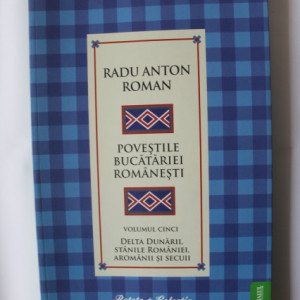 RADU ANTON
ROMAN
POVEȘTILE
BUCĂTĂRIEI
ROMÂNEȘTI
VOLUMUL CINCI
DELTA DUNĂRII,
STÂNILE ROMÂNIEI,
AROMÂNII ȘI SECUII